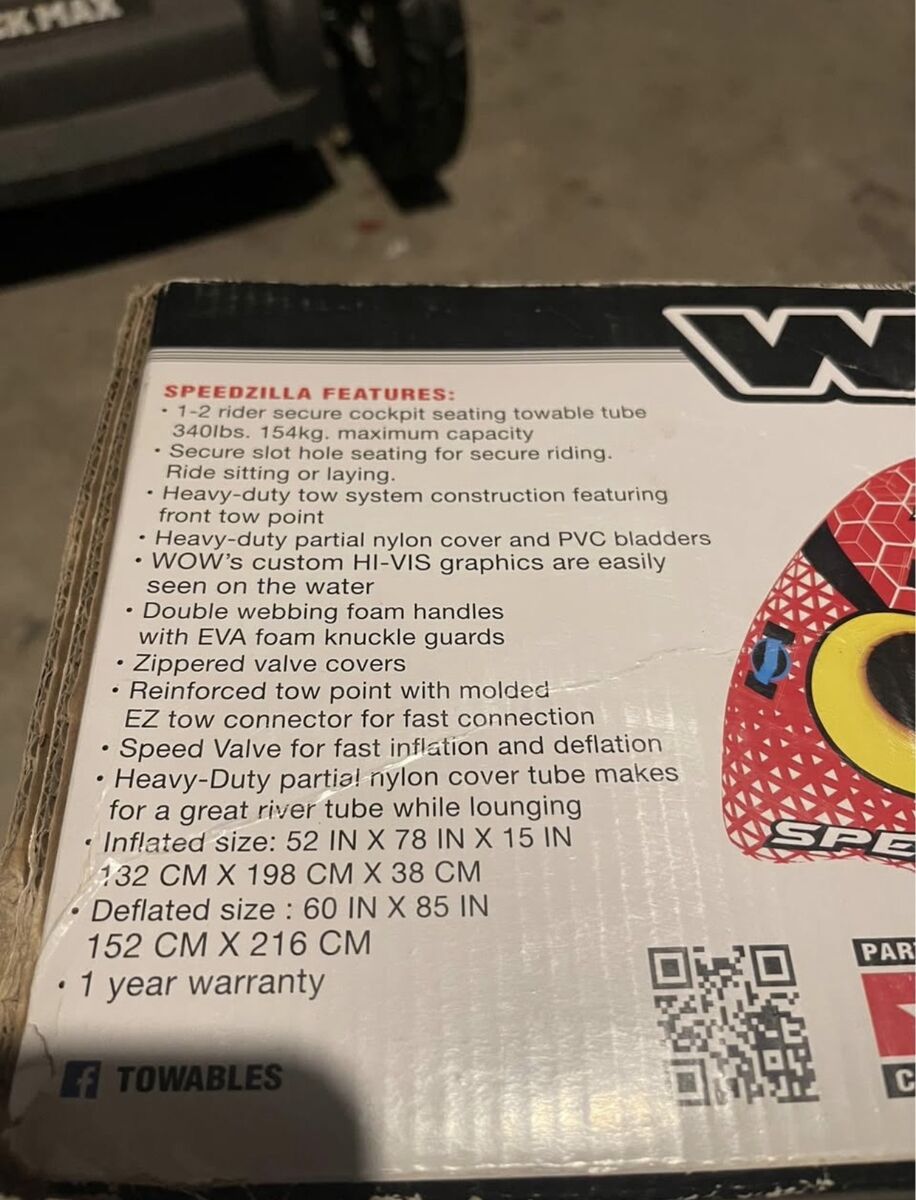 CK MAX
W
SPEEDZILLA FEATURES:
• 1-2 rider secure cockpit seating towable tube
340lbs. 154kg. maximum capacity
• Secure slot hole seating for secure riding.
Ride sitting or laying.
• Heavy-duty tow system construction featuring
front tow point
• Heavy-duty partial nylon cover and PVC bladders
• WOW's custom HI-VIS graphics are easily
seen on the water
• Double webbing foam handles
with EVA foam knuckle guards
• Zippered valve covers
• Reinforced tow point with molded
EZ tow connector for fast connection
• Speed Valve for fast inflation and deflation
• Heavy-Duty partial nylon cover tube makes
for a great river tube while lounging
• Inflated size: 52 IN X 78 IN X 15 IN
132 CM X 198 CM X 38 CM
• Deflated size : 60 IN X 85 IN
152 CM X 216 CM
• 1 year warranty
SPE
PAR
C
f TOWABLES